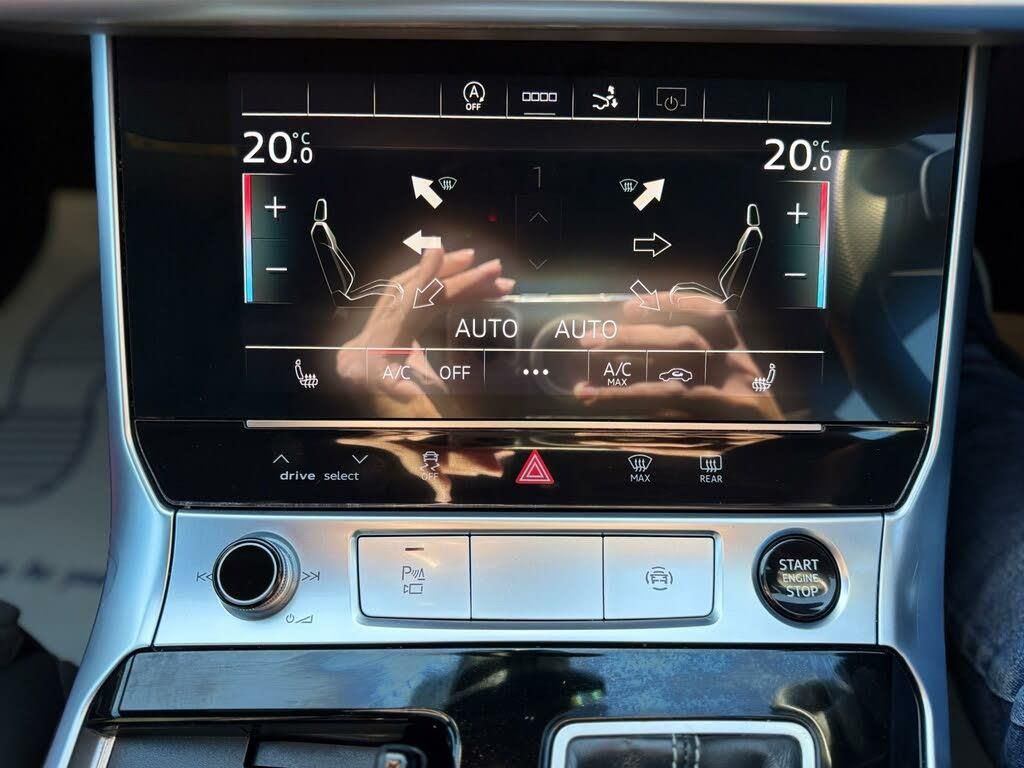 A
OFF
20.0°C
20.0°C
1
+
+
−
−
AUTO AUTO
A/C OFF ••• A/C MAX
drive select
OFF
MAX
REAR
P
START
ENGINE
STOP